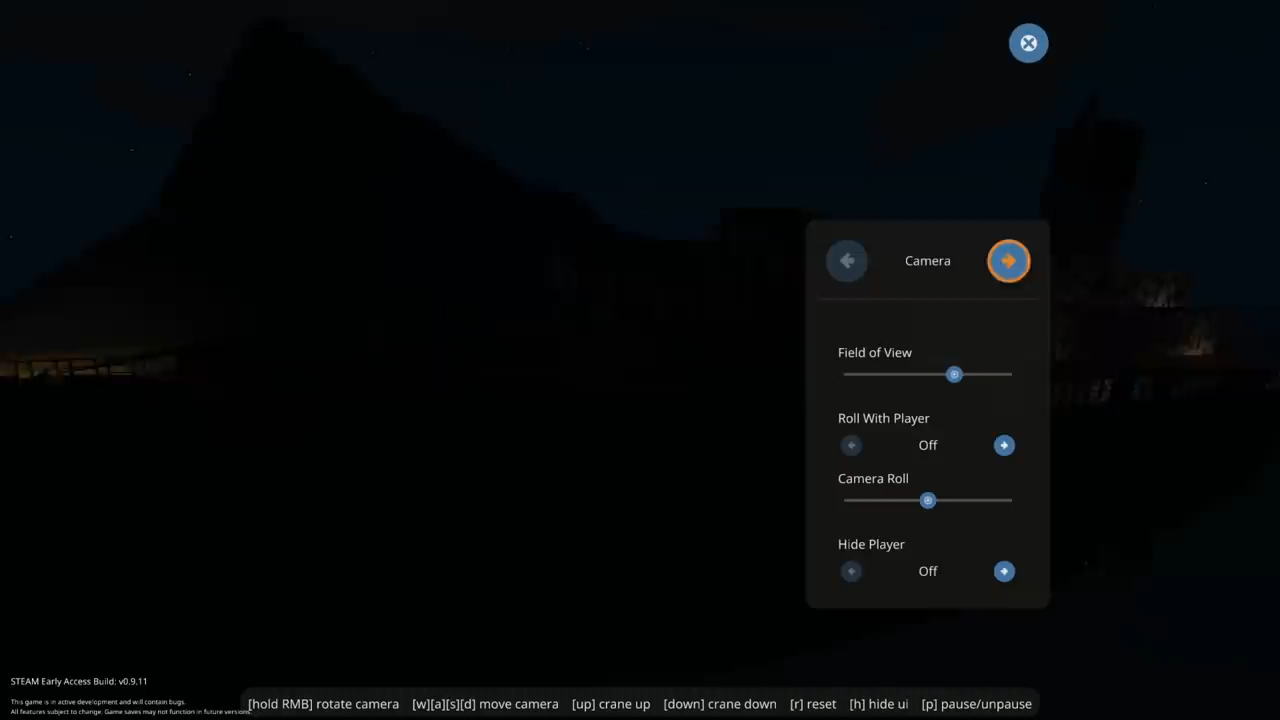 Camera
Field of View
Roll With Player
Off
Camera Roll
Hide Player
Off
STEAM Early Access Build: v0.9.11
This game is in active development and will contain bugs.
All features subject to change. Game saves may not function in future versions.
[hold RMB] rotate camera [w][a][s][d] move camera [up] crane up [down] crane down [r] reset [h] hide ui [p] pause/unpause